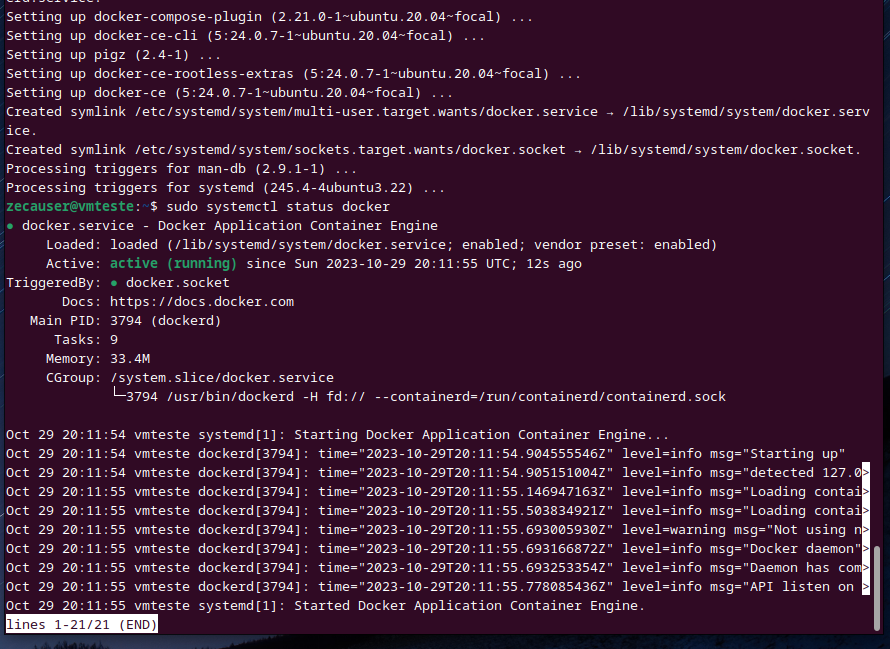 Setting up docker-compose-plugin (2.21.0-1~ubuntu.20.04~focal) ...
Setting up docker-ce-cli (5:24.0.7-1~ubuntu.20.04~focal) ...
Setting up pigz (2.4-1) ...
Setting up docker-ce-rootless-extras (5:24.0.7-1~ubuntu.20.04~focal) ...
Setting up docker-ce (5:24.0.7-1~ubuntu.20.04~focal) ...
Created symlink /etc/systemd/system/multi-user.target.wants/docker.service → /lib/systemd/system/docker.serv
ice.
Created symlink /etc/systemd/system/sockets.target.wants/docker.socket → /lib/systemd/system/docker.socket.
Processing triggers for man-db (2.9.1-1) ...
Processing triggers for systemd (245.4-4ubuntu3.22) ...
zecauser@vmteste:~$ sudo systemctl status docker
● docker.service - Docker Application Container Engine
     Loaded: loaded (/lib/systemd/system/docker.service; enabled; vendor preset: enabled)
     Active: active (running) since Sun 2023-10-29 20:11:55 UTC; 12s ago
TriggeredBy: ● docker.socket
       Docs: https://docs.docker.com
   Main PID: 3794 (dockerd)
      Tasks: 9
     Memory: 33.4M
     CGroup: /system.slice/docker.service
             └─3794 /usr/bin/dockerd -H fd:// --containerd=/run/containerd/containerd.sock
Oct 29 20:11:54 vmteste systemd[1]: Starting Docker Application Container Engine...
Oct 29 20:11:54 vmteste dockerd[3794]: time="2023-10-29T20:11:54.904555546Z" level=info msg="Starting up"
Oct 29 20:11:54 vmteste dockerd[3794]: time="2023-10-29T20:11:54.905151004Z" level=info msg="detected 127.0>
Oct 29 20:11:55 vmteste dockerd[3794]: time="2023-10-29T20:11:55.146947163Z" level=info msg="Loading contai>
Oct 29 20:11:55 vmteste dockerd[3794]: time="2023-10-29T20:11:55.503834921Z" level=info msg="Loading contai>
Oct 29 20:11:55 vmteste dockerd[3794]: time="2023-10-29T20:11:55.693005930Z" level=warning msg="Not using n>
Oct 29 20:11:55 vmteste dockerd[3794]: time="2023-10-29T20:11:55.693166872Z" level=info msg="Docker daemon">
Oct 29 20:11:55 vmteste dockerd[3794]: time="2023-10-29T20:11:55.693253354Z" level=info msg="Daemon has com>
Oct 29 20:11:55 vmteste dockerd[3794]: time="2023-10-29T20:11:55.778085436Z" level=info msg="API listen on >
Oct 29 20:11:55 vmteste systemd[1]: Started Docker Application Container Engine.
lines 1-21/21 (END)